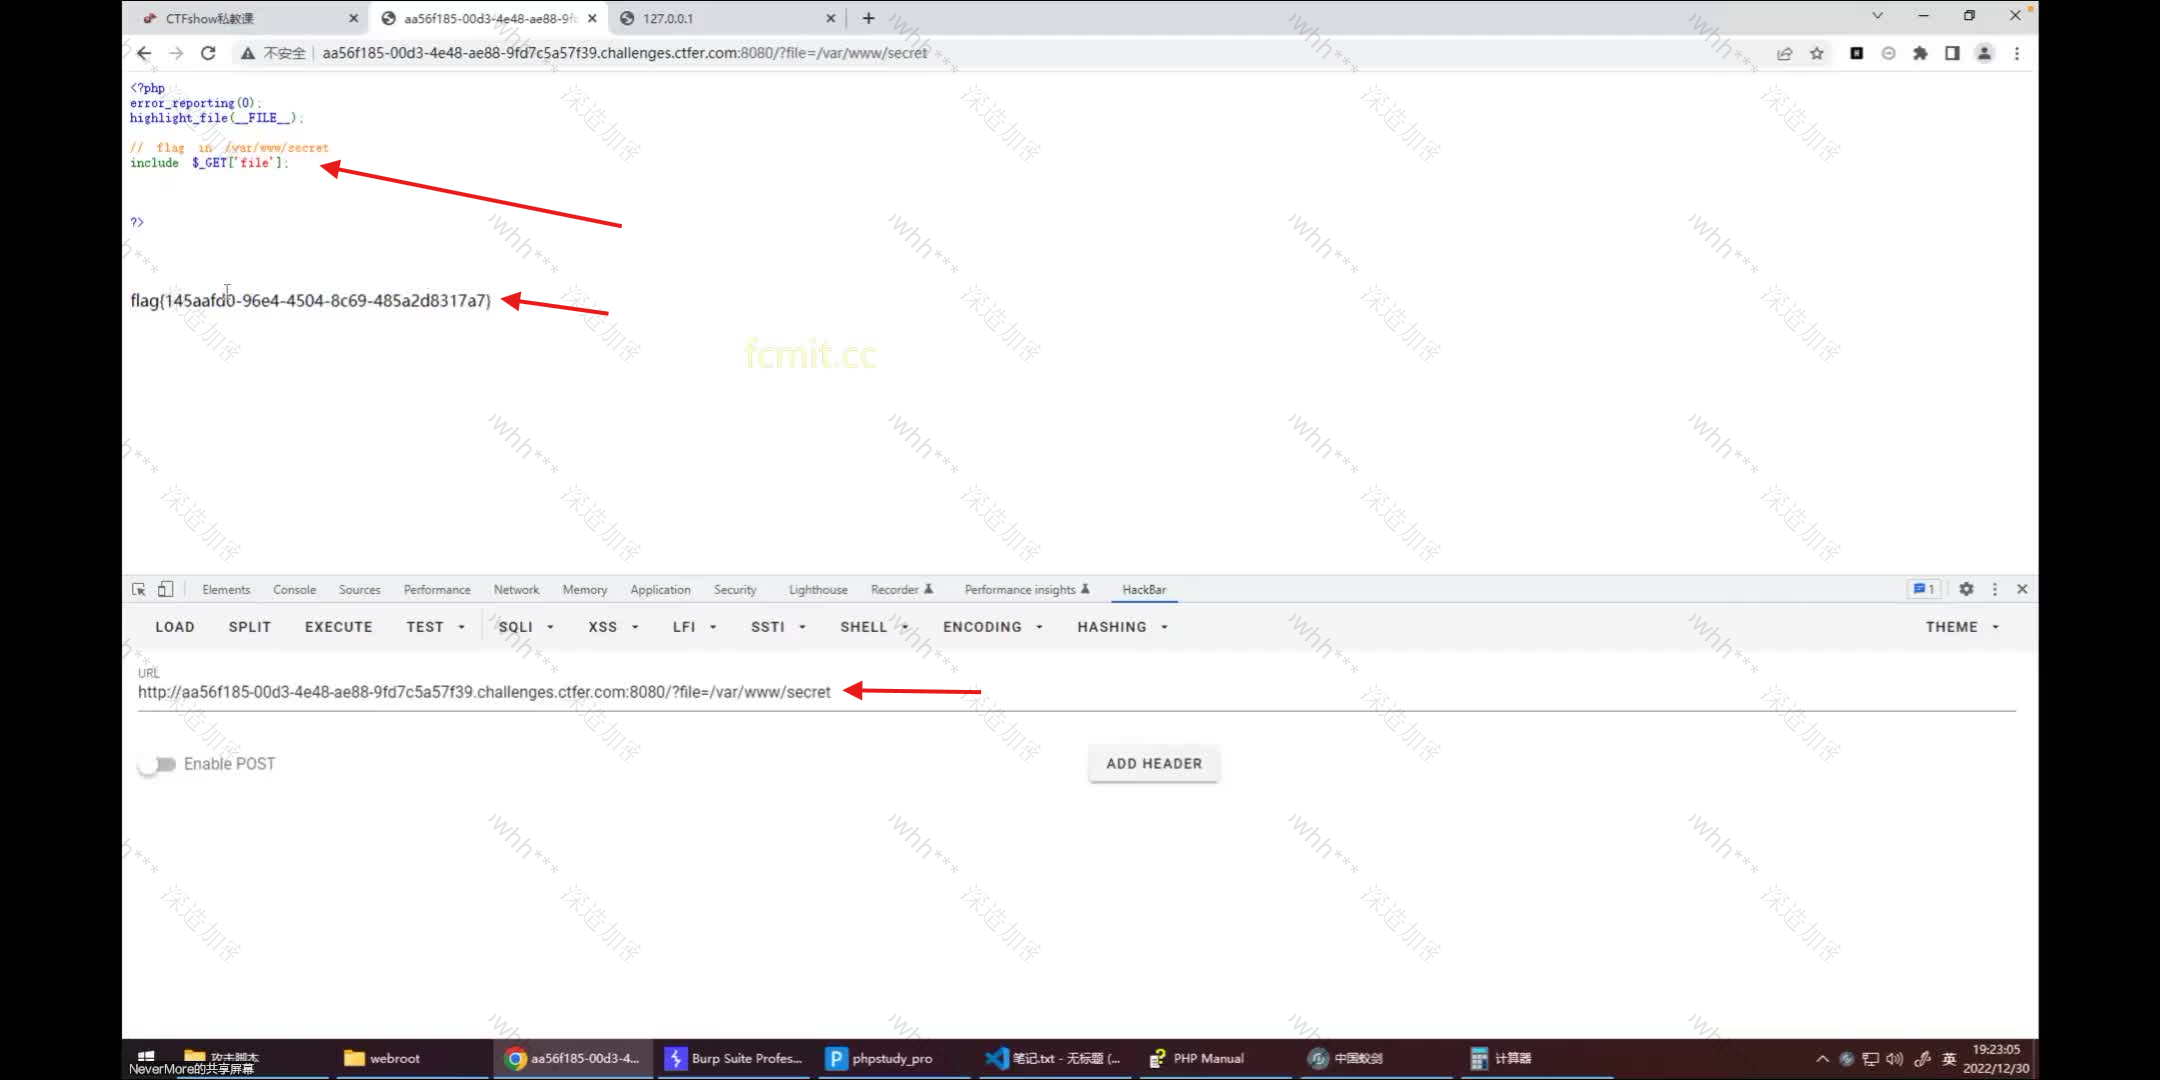 CTFshow私教课
aa56f185-00d3-4e48-ae88-9f
127.0.0.1
不安全
aa56f185-00d3-4e48-ae88-9fd7c5a57f39.challenges.ctfer.com:8080/?file=/var/www/secret
<?php
error_reporting(0);
highlight_file(__FILE__);
// flag in /var/www/secret
include $_GET['file'];
?>
flag{145aafd0-96e4-4504-8c69-485a2d8317a7}
fcmit.cc
Elements Console Sources Performance Network Memory Application Security Lighthouse Recorder Performance insights HackBar 1
LOAD SPLIT EXECUTE TEST SQLI XSS LFI SSTI SHELL ENCODING HASHING THEME
URL
http://aa56f185-00d3-4e48-ae88-9fd7c5a57f39.challenges.ctfer.com:8080/?file=/var/www/secret
Enable POST
ADD HEADER
攻击脚本 webroot aa56f185-00d3-4... Burp Suite Profes... phpstudy_pro 笔记.txt - 无标题 (... PHP Manual 中国蚁剑 计算器 英 19:23:05
NeverMore的共享屏幕
2022/12/30
深造加客